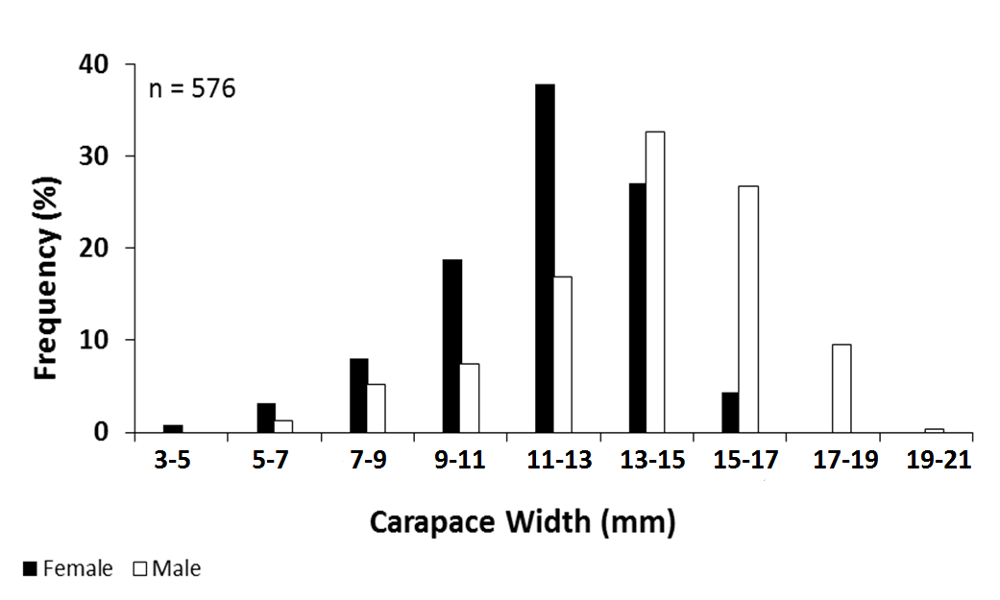 n = 576
40
30
20
10
0
Frequency (%)
3-5 5-7 7-9 9-11 11-13 13-15 15-17 17-19 19-21
Carapace Width (mm)
Female Male